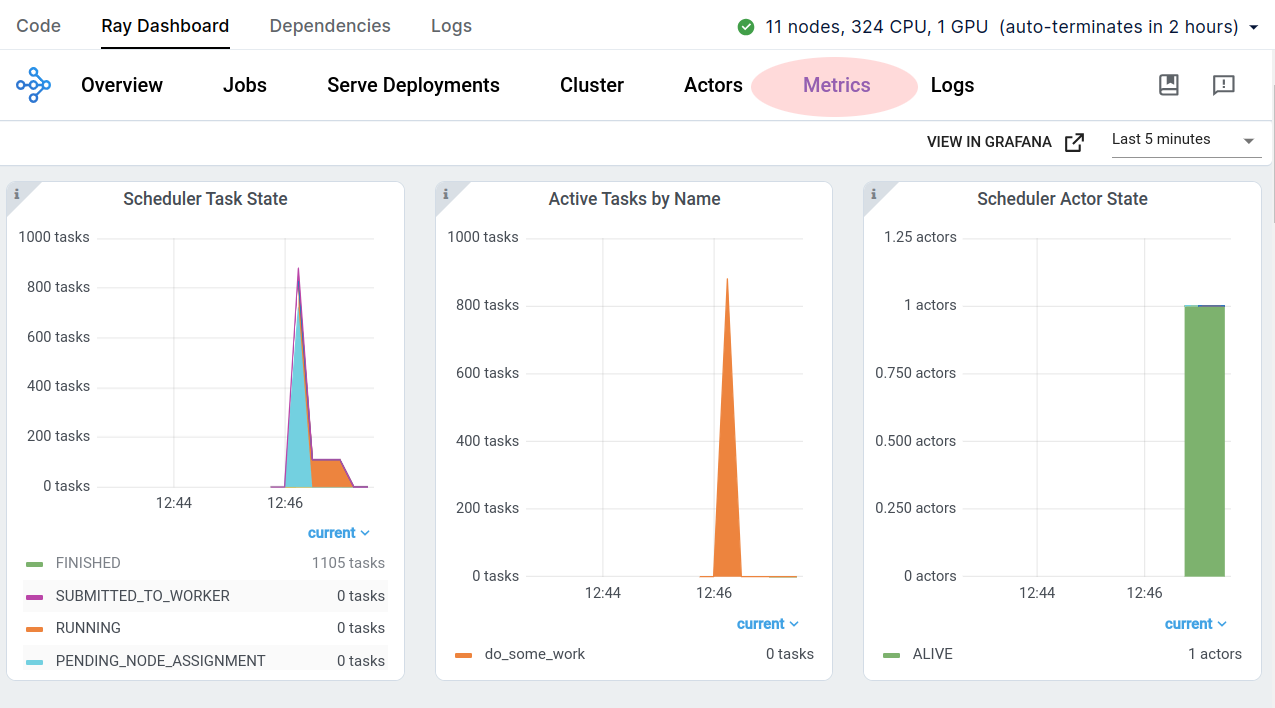 Code Ray Dashboard Dependencies Logs
11 nodes, 324 CPU, 1 GPU (auto-terminates in 2 hours)
Overview Jobs Serve Deployments Cluster Actors Metrics Logs
VIEW IN GRAFANA Last 5 minutes
i Scheduler Task State
1000 tasks
800 tasks
600 tasks
400 tasks
200 tasks
0 tasks
12:44 12:46
current
FINISHED 1105 tasks
SUBMITTED_TO_WORKER 0 tasks
RUNNING 0 tasks
PENDING_NODE_ASSIGNMENT 0 tasks
i Active Tasks by Name
1000 tasks
800 tasks
600 tasks
400 tasks
200 tasks
0 tasks
12:44 12:46
current
do_some_work 0 tasks
i Scheduler Actor State
1.25 actors
1 actors
0.750 actors
0.500 actors
0.250 actors
0 actors
12:44 12:46
current
ALIVE 1 actors